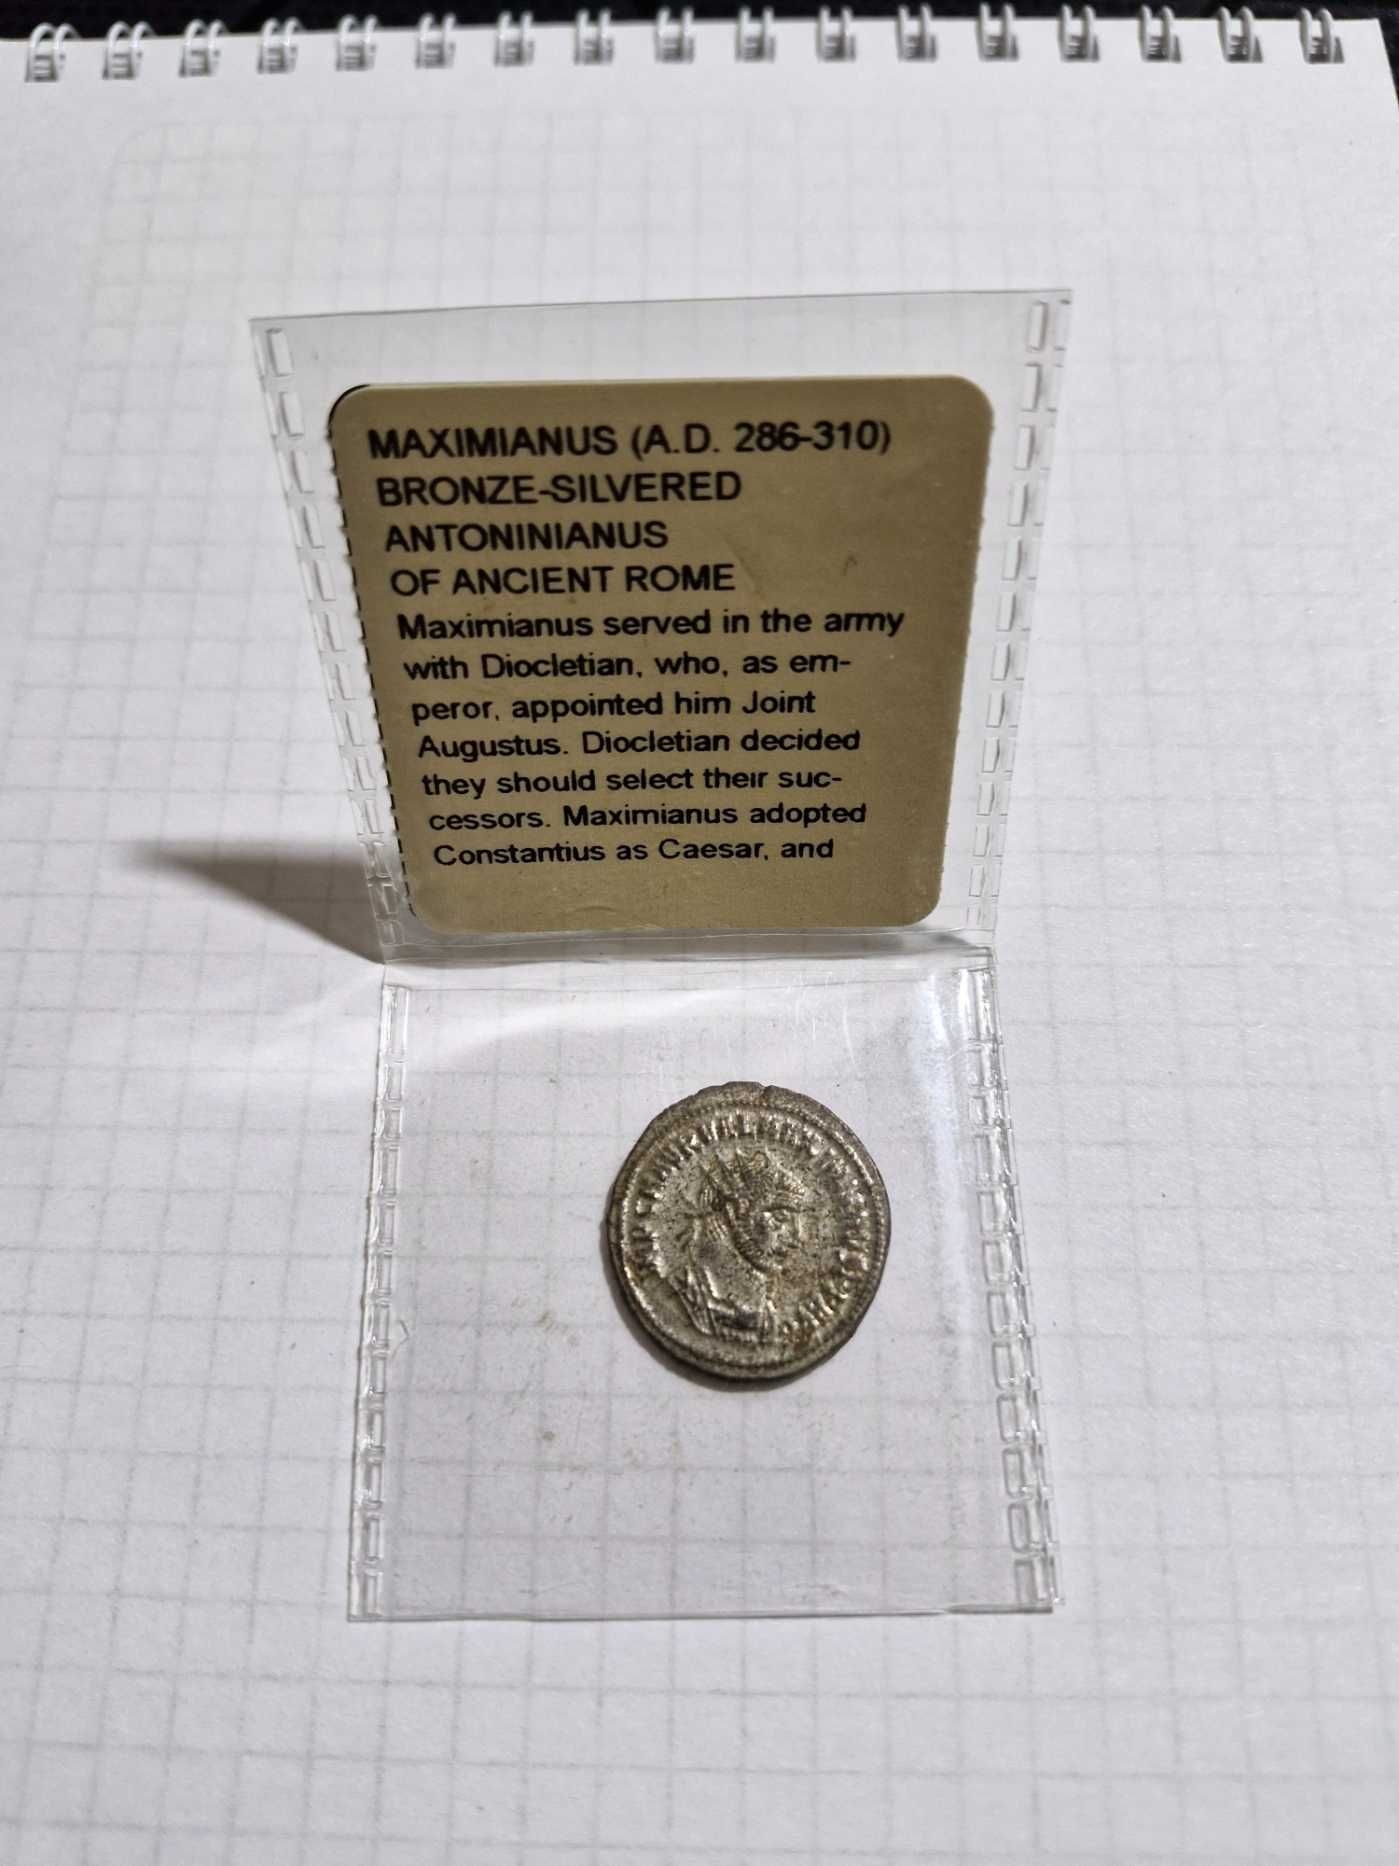 MAXIMIANUS (A.D. 286-310)
BRONZE-SILVERED
ANTONINIANUS
OF ANCIENT ROME
Maximianus served in the army
with Diocletian, who, as em-
peror, appointed him Joint
Augustus. Diocletian decided
they should select their suc-
cessors. Maximianus adopted
Constantius as Caesar, and